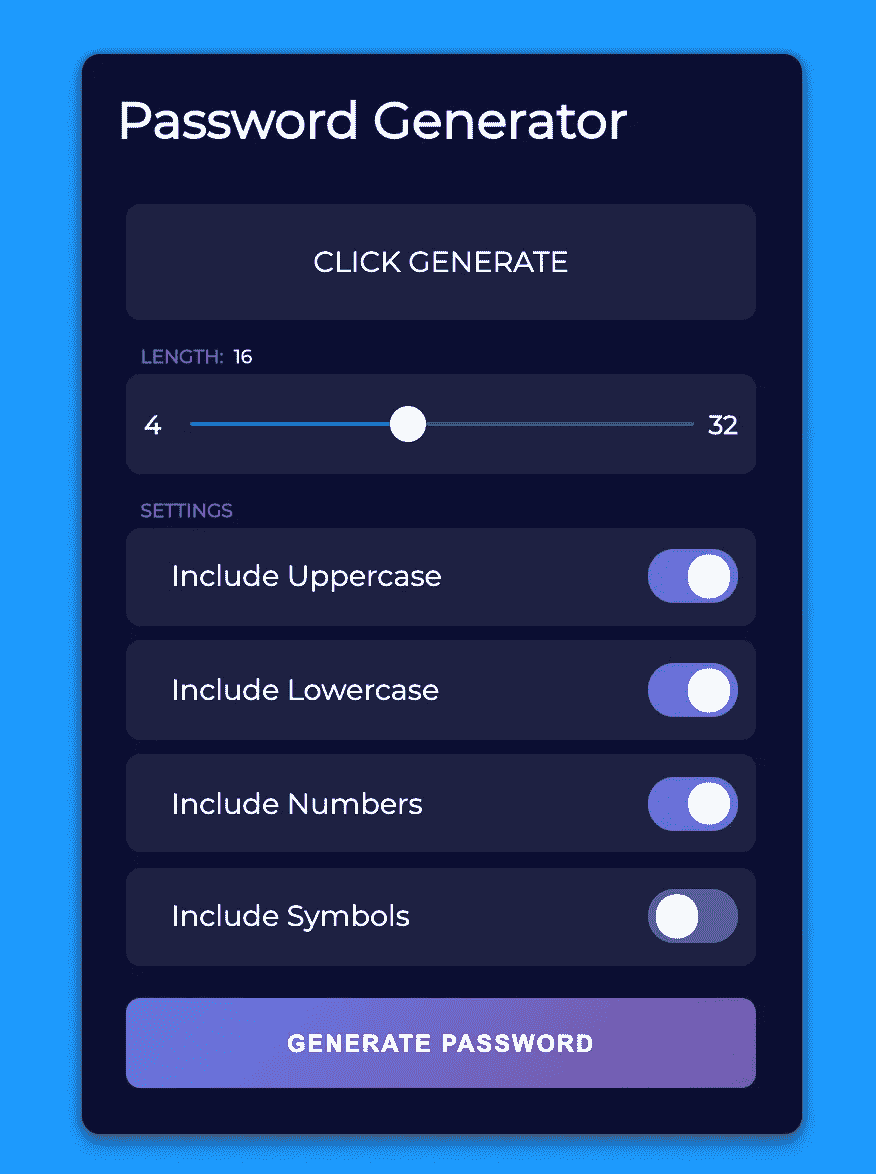 Password Generator
CLICK GENERATE
LENGTH: 16
4 32
SETTINGS
Include Uppercase
Include Lowercase
Include Numbers
Include Symbols
GENERATE PASSWORD